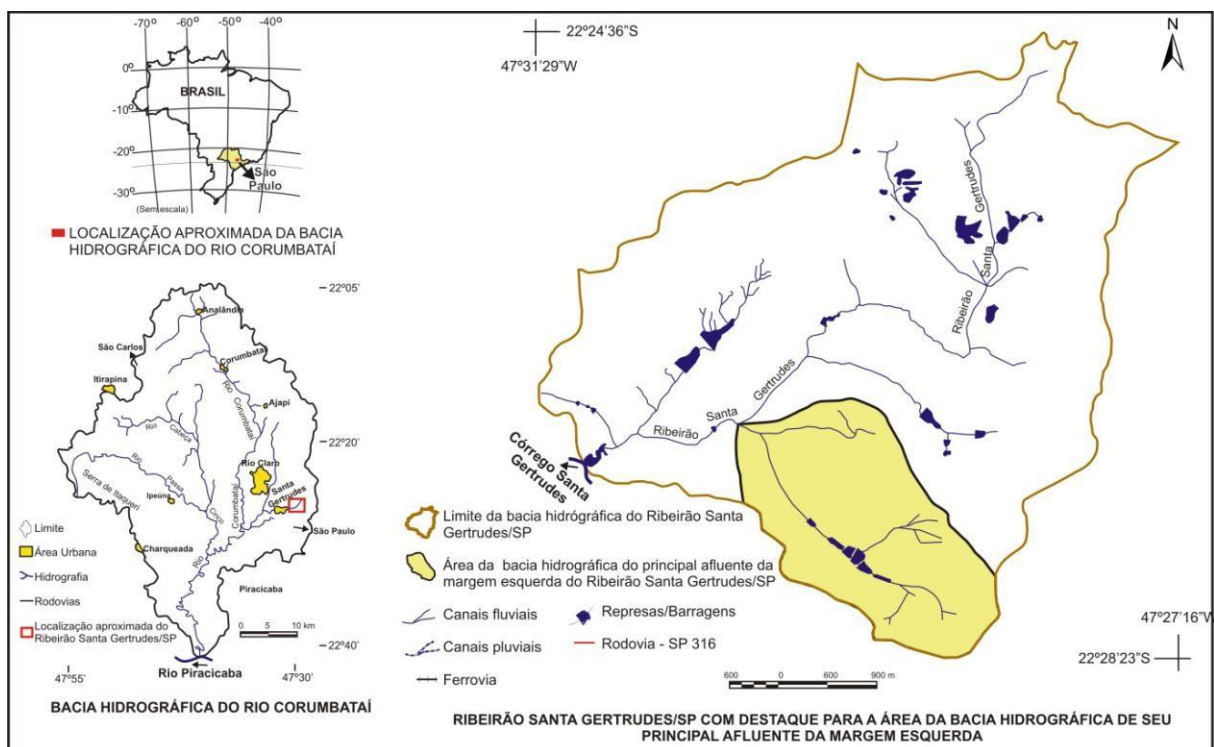 -70º -60º -50º -40º
0º
BRASIL
-10º
-20º
São
Paulo
-30º
(Sem escala)
LOCALIZAÇÃO APROXIMADA DA BACIA
HIDROGRÁFICA DO RIO CORUMBATAÍ
22º05'
Analândia
São Carlos
Corumbataí
Itirapina
Rio
Ajapi
Corumbataí
Rio
Cabeça
22º20'
Rio Claro
Rio
Passa
Cinco
Serra de Itaqueri
Ipeúna
Corumbataí
Santa
Gertrudes
São Paulo
Limite
Área Urbana
Charqueada
Rio
Hidrografia
Piracicaba
Rodovias
Localização aproximada do
Ribeirão Santa Gertrudes/SP
0 5 10 km
22º40'
Rio Piracicaba
47º55' 47º30'
BACIA HIDROGRÁFICA DO RIO CORUMBATAÍ
22º24'36"S
47º31'29"W
N
Gertrudes
Santa
Ribeirão
Gertrudes
Santa
Ribeirão
Córrego Santa
Gertrudes
Limite da bacia hidrógráfica do Ribeirão Santa
Gertrudes/SP
Área da bacia hidrográfica do principal afluente da
margem esquerda do Ribeirão Santa Gertrudes/SP
Canais fluviais
Represas/Barragens
Canais pluviais
Rodovia - SP 316
Ferrovia
600 0 600 900 m
47º27'16"W
22º28'23"S
RIBEIRÃO SANTA GERTRUDES/SP COM DESTAQUE PARA A ÁREA DA BACIA HIDROGRÁFICA DE SEU
PRINCIPAL AFLUENTE DA MARGEM ESQUERDA